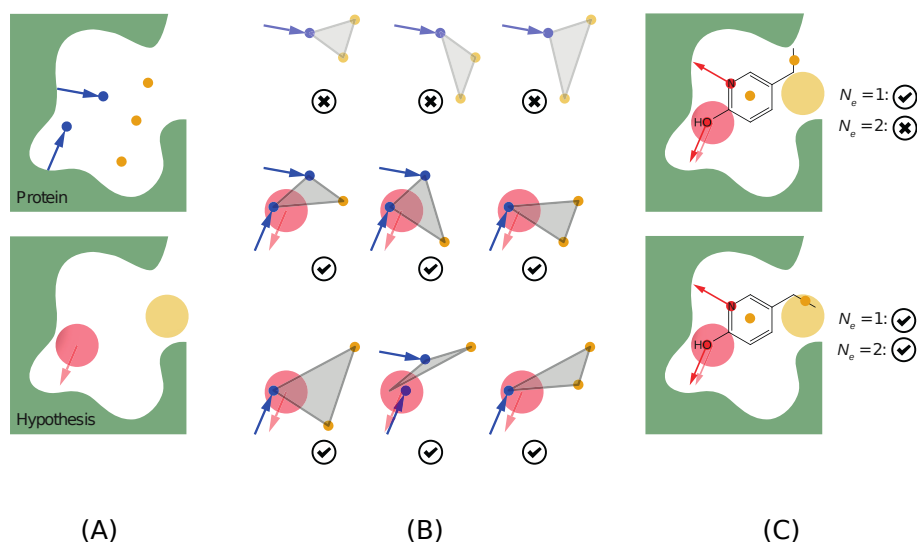 Protein
Hypothesis
N
HO
N_e = 1:
N_e = 2:
N
HO
N_e = 1:
N_e = 2:
(A)
(B)
(C)